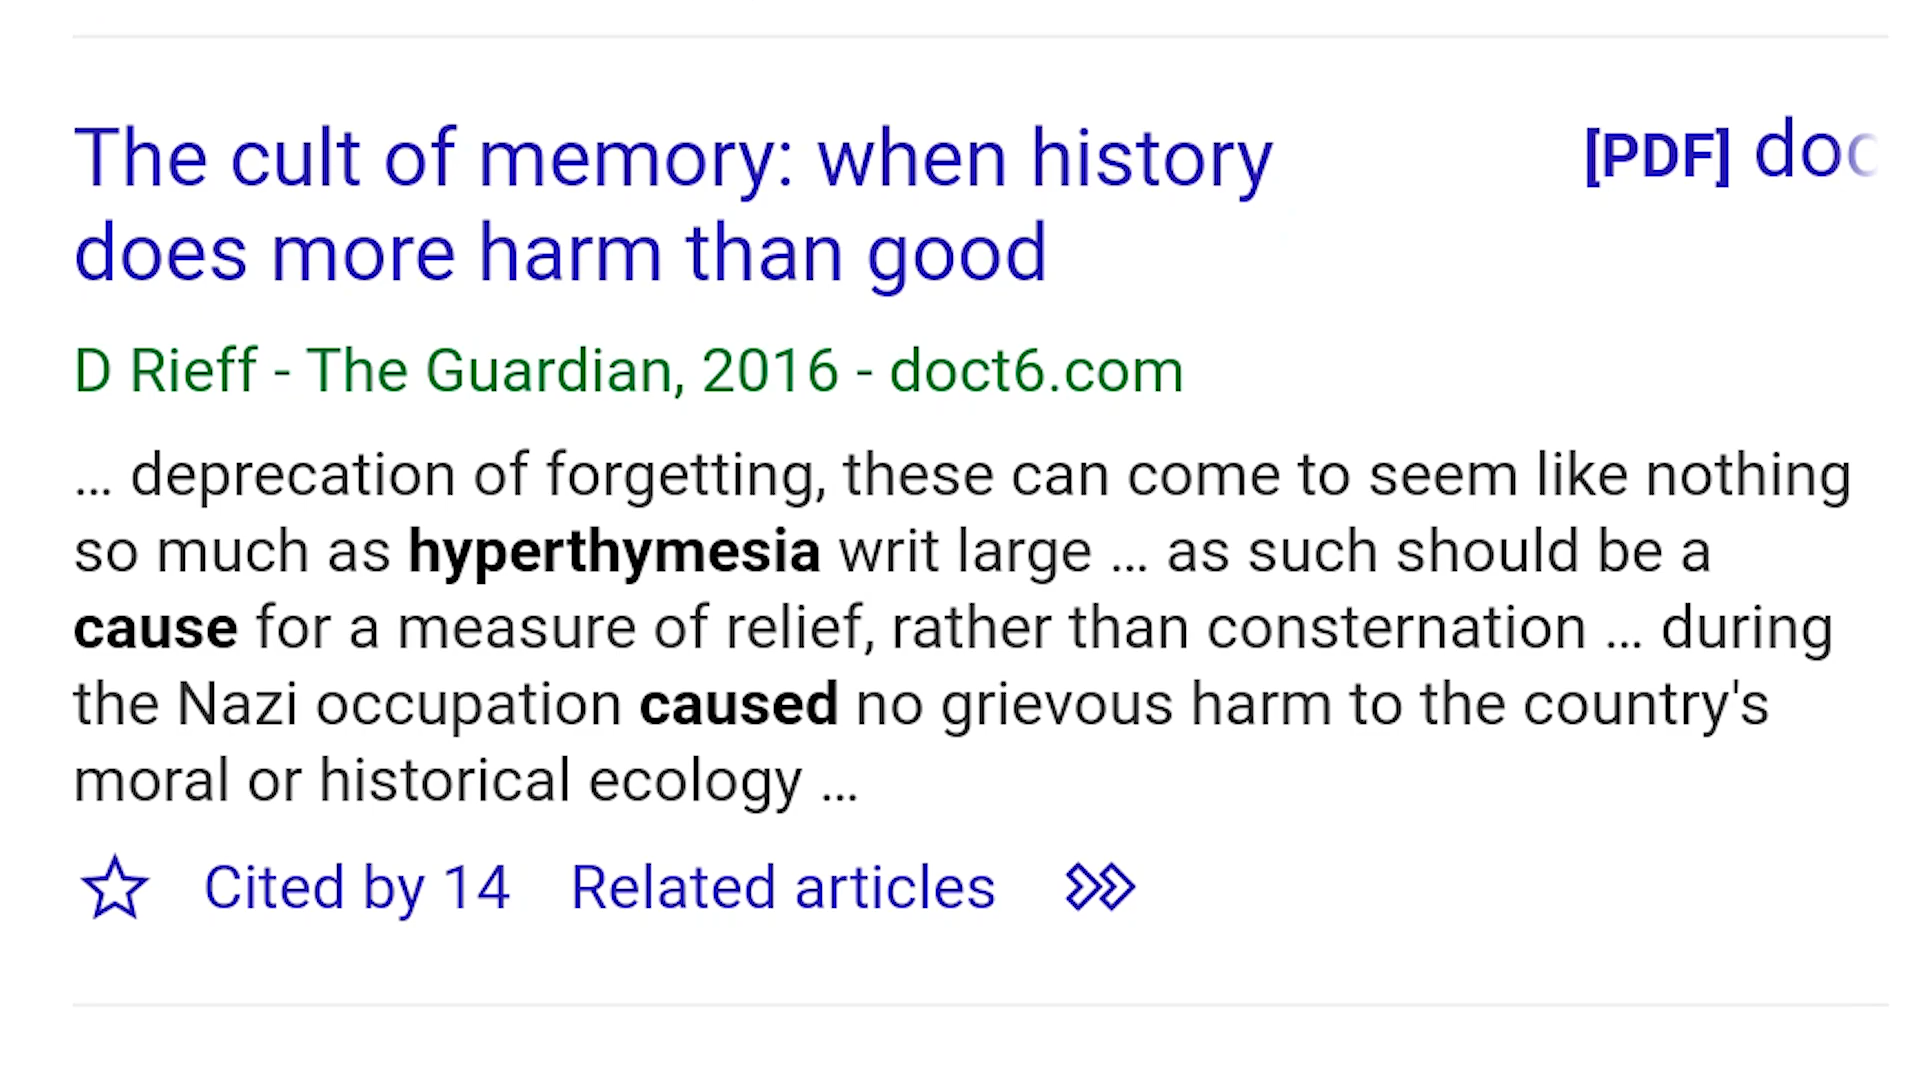 The cult of memory: when history
[PDF] doc
does more harm than good
D Rieff - The Guardian, 2016 - doct6.com
... deprecation of forgetting, these can come to seem like nothing
so much as hyperthymesia writ large ... as such should be a
cause for a measure of relief, rather than consternation ... during
the Nazi occupation caused no grievous harm to the country's
moral or historical ecology ...
Cited by 14 Related articles